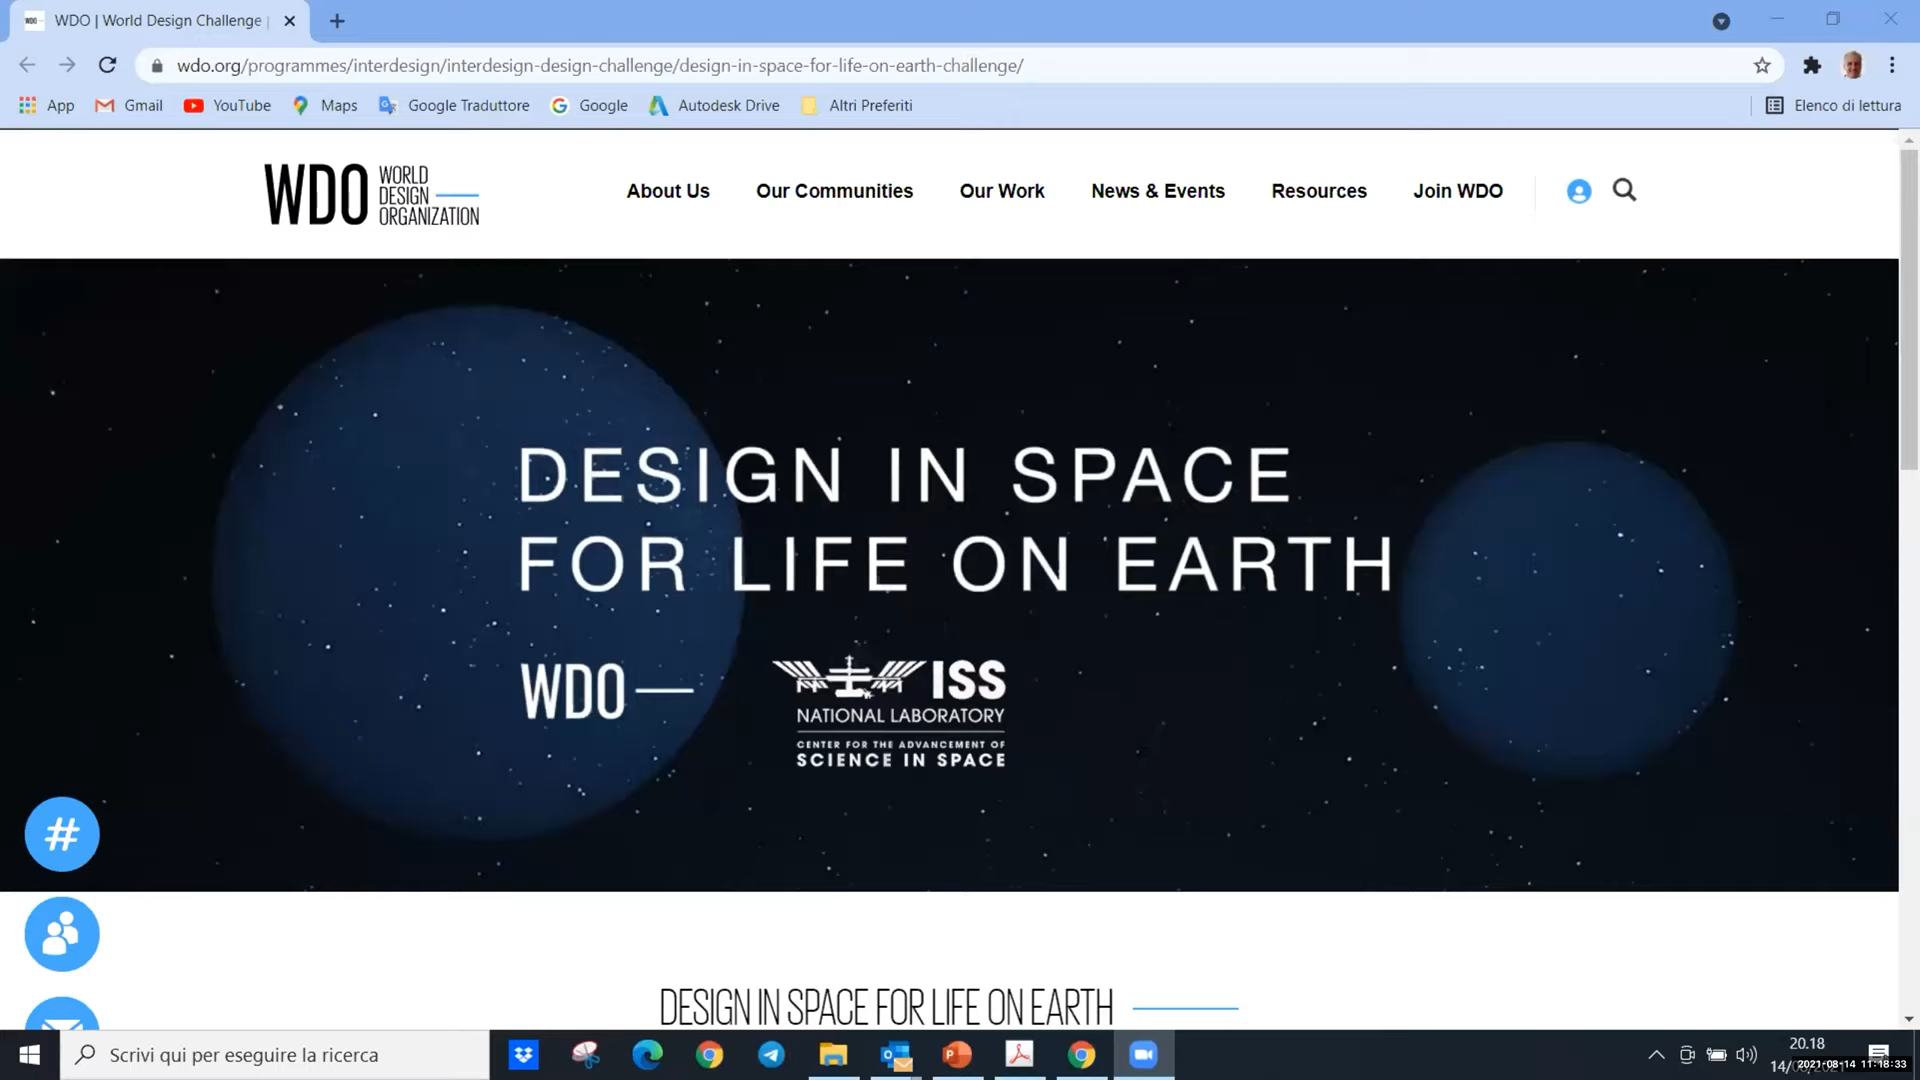 WDO | World Design Challenge
wdo.org/programmes/interdesign/interdesign-design-challenge/design-in-space-for-life-on-earth-challenge/
App Gmail YouTube Maps Google Traduttore Google Autodesk Drive Altri Preferiti Elenco di lettura
WDO WORLD DESIGN ORGANIZATION
About Us Our Communities Our Work News & Events Resources Join WDO
DESIGN IN SPACE
FOR LIFE ON EARTH
WDO
ISS
NATIONAL LABORATORY
CENTER FOR THE ADVANCEMENT OF
SCIENCE IN SPACE
#
DESIGN IN SPACE FOR LIFE ON EARTH
Scrivi qui per eseguire la ricerca
20.18
2021-08-14 11:18:33